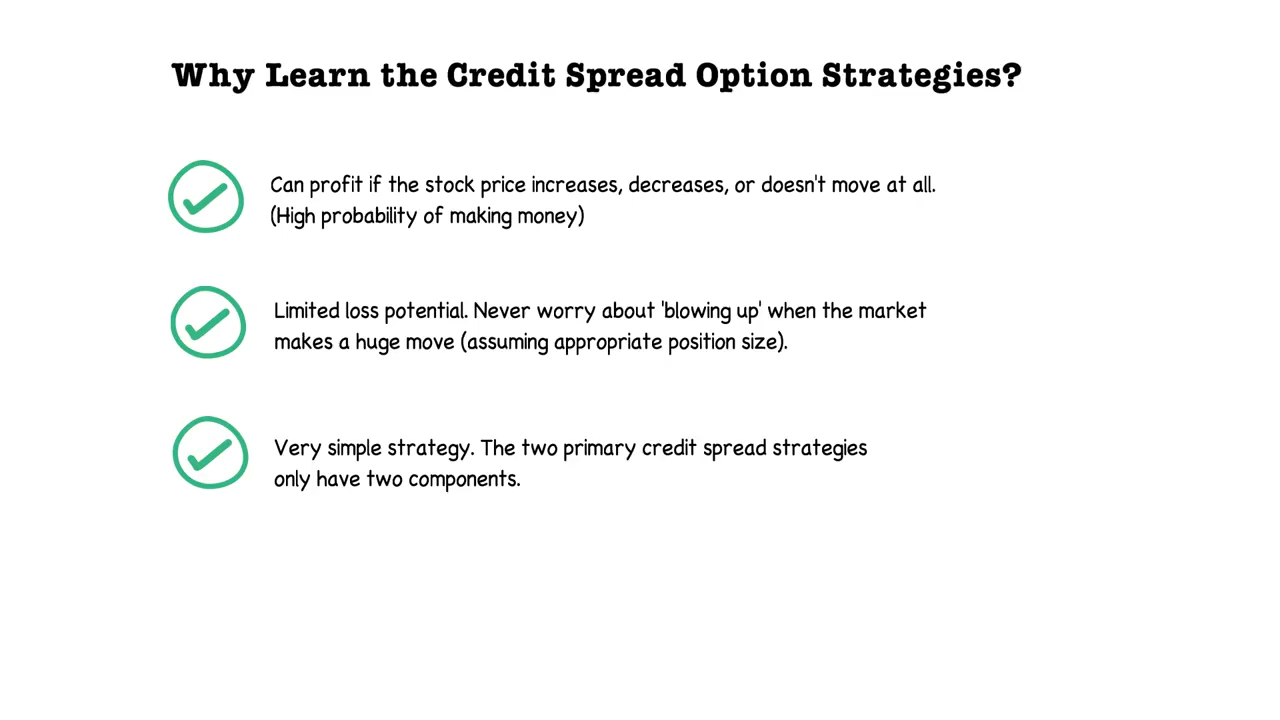 Why Learn the Credit Spread Option Strategies?
Can profit if the stock price increases, decreases, or doesn't move at all.
(High probability of making money)
Limited loss potential. Never worry about 'blowing up' when the market
makes a huge move (assuming appropriate position size).
Very simple strategy. The two primary credit spread strategies
only have two components.